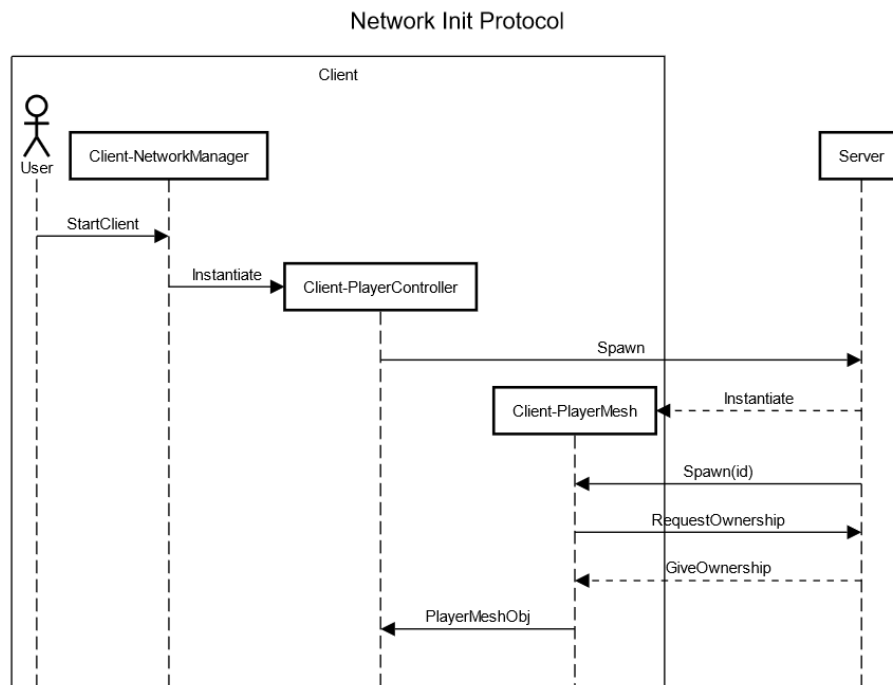 Network Init Protocol
Client
User
Client-NetworkManager
Server
StartClient
Instantiate
Client-PlayerController
Spawn
Client-PlayerMesh
Instantiate
Spawn(id)
RequestOwnership
GiveOwnership
PlayerMeshObj